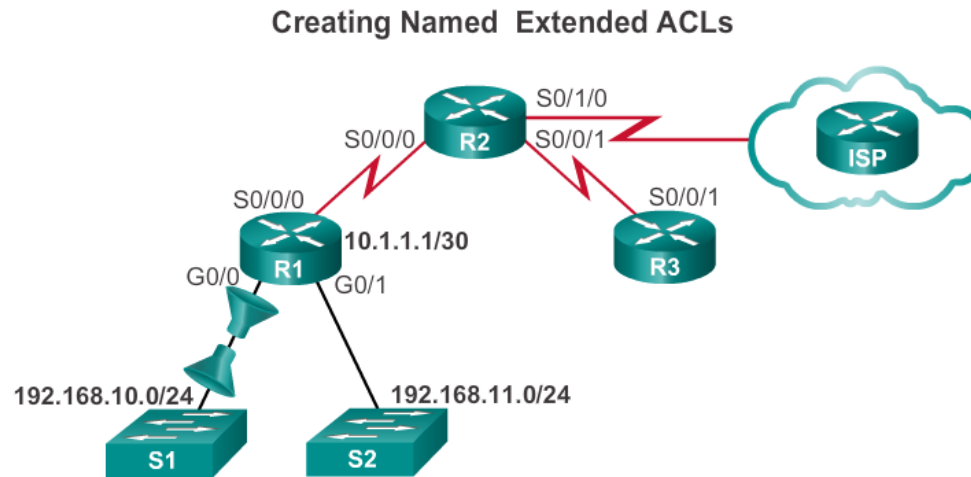 Creating Named Extended ACLs
S0/1/0
R2
S0/0/0
S0/0/1
ISP
S0/0/0
S0/0/1
10.1.1.1/30
R1
R3
G0/0
G0/1
192.168.10.0/24
192.168.11.0/24
S1
S2